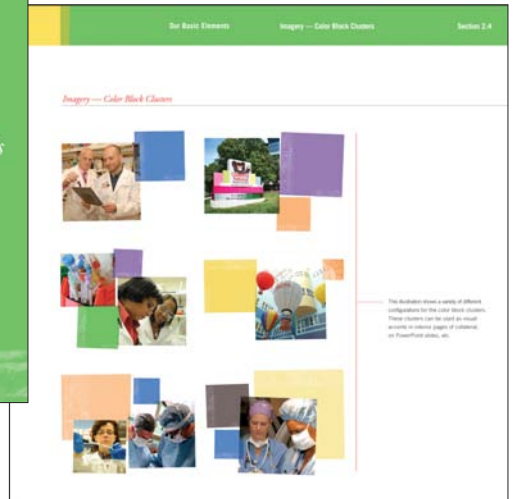 Our Basic Elements
Imagery — Color Block Clusters
Section 2.4
s
Imagery — Color Block Clusters
This illustration shows a variety of different
configurations for the color block clusters.
These clusters can be used as visual
accents in interior pages of collateral,
on PowerPoint slides, etc.